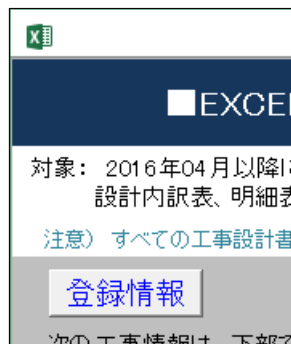 ■EXCE
対象： 2016年04月以降
設計内訳表、明細表
注意） すべての工事設計書
登録情報
次の工事情報は、下部で